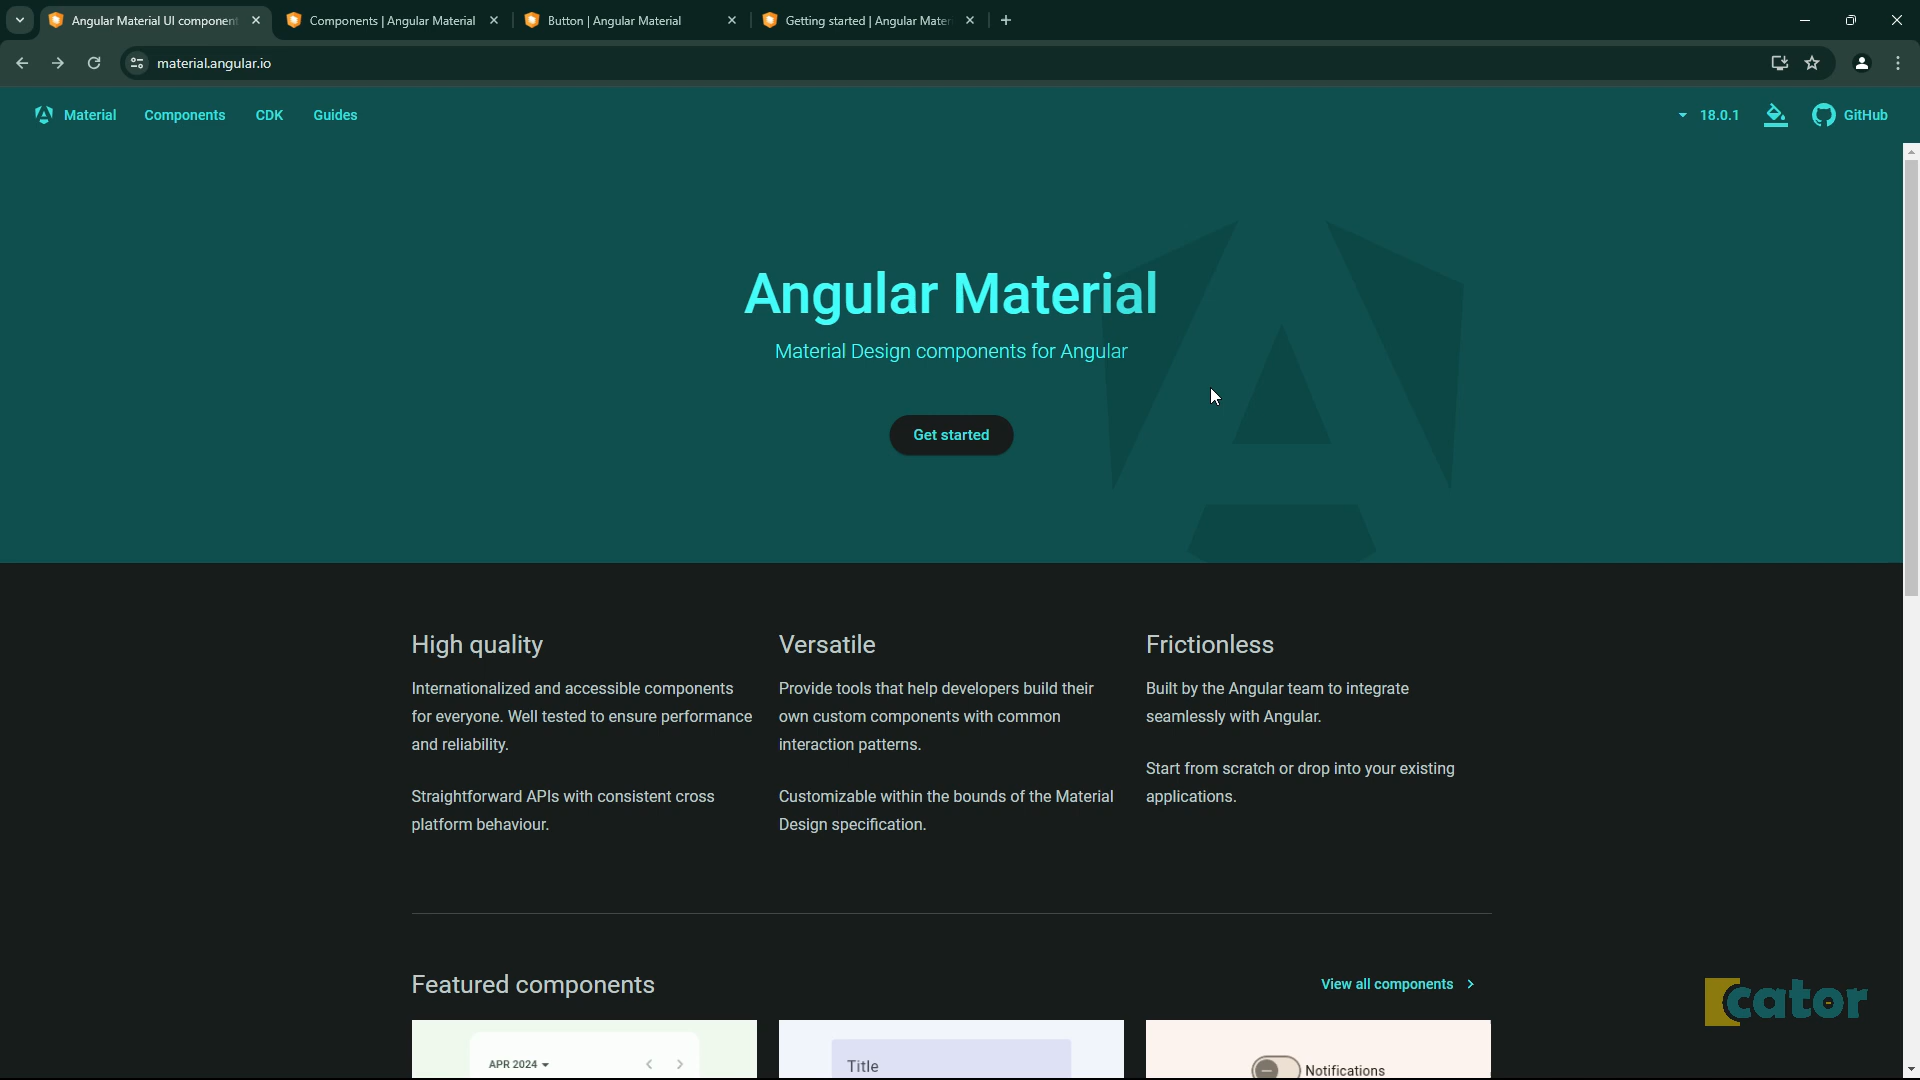 Angular Material UI component
Components | Angular Material
Button | Angular Material
Getting started | Angular Mater
material.angular.io
Material
Components
CDK
Guides
18.0.1
GitHub
Angular Material
Material Design components for Angular
Get started
High quality
Internationalized and accessible components
for everyone. Well tested to ensure performance
and reliability.
Straightforward APIs with consistent cross
platform behaviour.
Versatile
Provide tools that help developers build their
own custom components with common
interaction patterns.
Customizable within the bounds of the Material
Design specification.
Frictionless
Built by the Angular team to integrate
seamlessly with Angular.
Start from scratch or drop into your existing
applications.
Featured components
View all components
APR 2024
Title
Notifications
cator